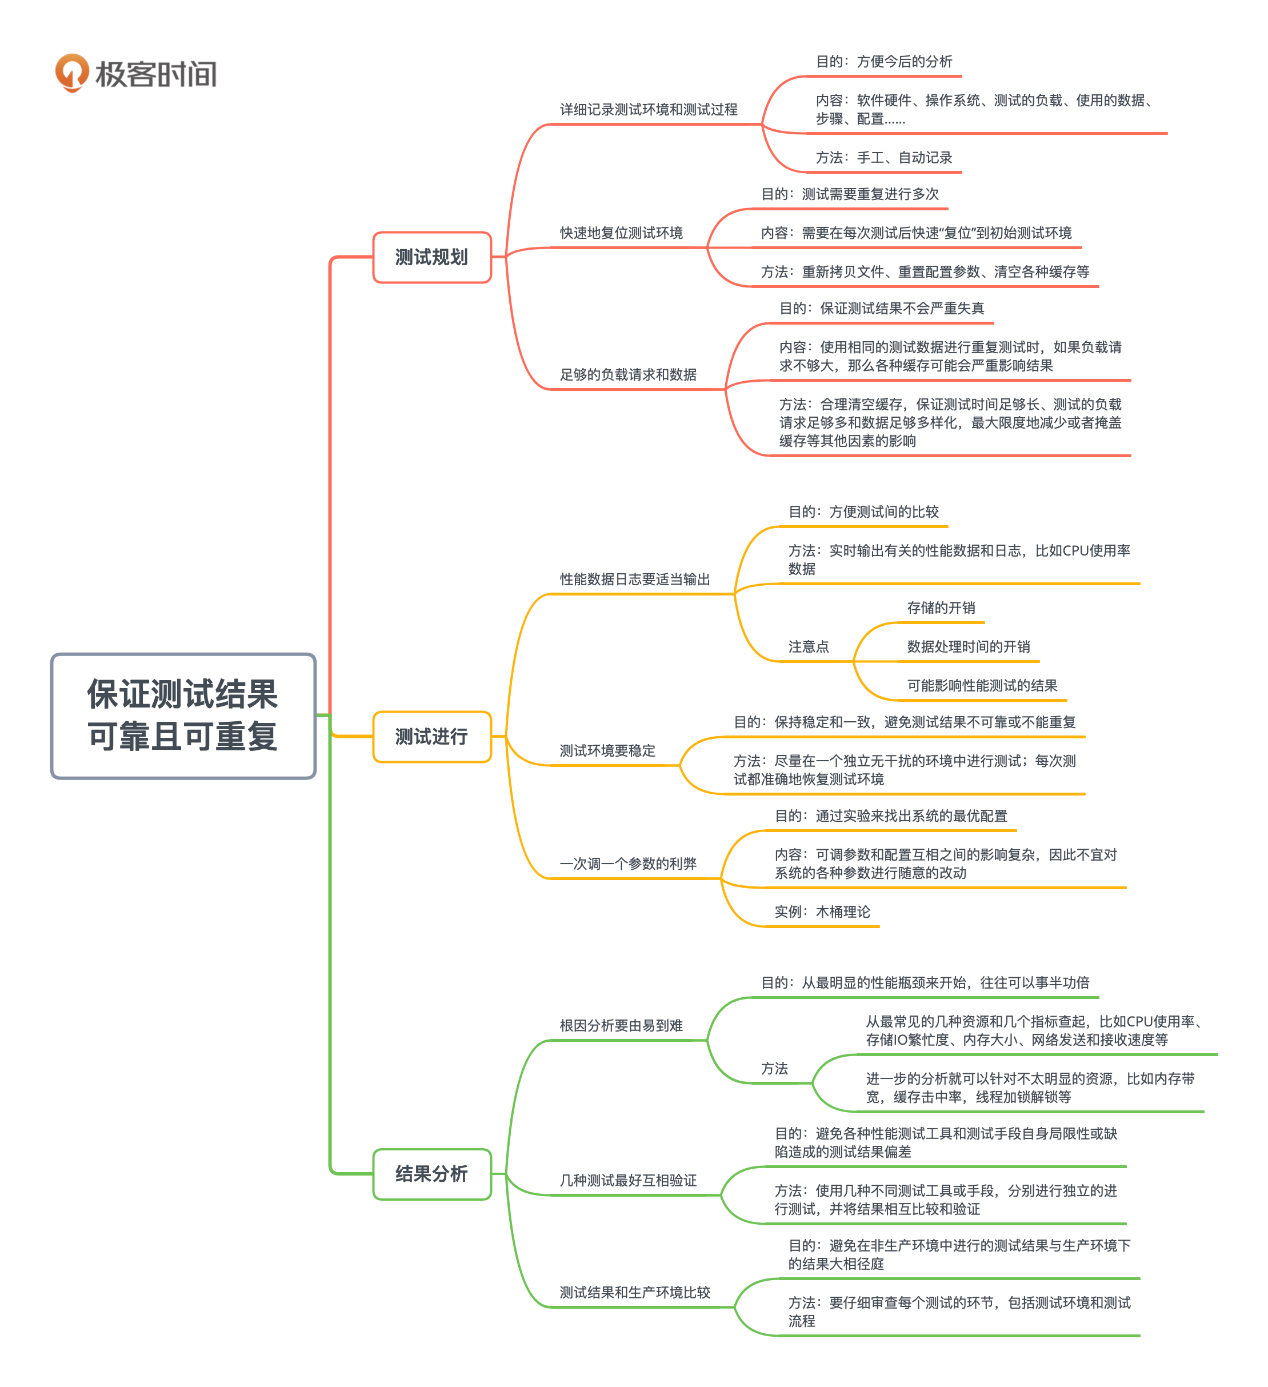 极客时间
保证测试结果
可靠且可重复
测试规划
详细记录测试环境和测试过程
目的：方便今后的分析
内容：软件硬件、操作系统、测试的负载、使用的数据、
步骤、配置......
方法：手工、自动记录
快速地复位测试环境
目的：测试需要重复进行多次
内容：需要在每次测试后快速“复位”到初始测试环境
方法：重新拷贝文件、重置配置参数、清空各种缓存等
足够的负载请求和数据
目的：保证测试结果不会严重失真
内容：使用相同的测试数据进行重复测试时，如果负载请
求不够大，那么各种缓存可能会严重影响结果
方法：合理清空缓存，保证测试时间足够长、测试的负载
请求足够多和数据足够多样化，最大限度地减少或者掩盖
缓存等其他因素的影响
测试进行
性能数据日志要适当输出
目的：方便测试间的比较
方法：实时输出有关的性能数据和日志，比如CPU使用率
数据
注意点
存储的开销
数据处理时间的开销
可能影响性能测试的结果
测试环境要稳定
目的：保持稳定和一致，避免测试结果不可靠或不能重复
方法：尽量在一个独立无干扰的环境中进行测试；每次测
试都准确地恢复测试环境
一次调一个参数的利弊
目的：通过实验来找出系统的最优配置
内容：可调参数和配置互相之间的影响复杂，因此不宜对
系统的各种参数进行随意的改动
实例：木桶理论
结果分析
根因分析要由易到难
目的：从最明显的性能瓶颈来开始，往往可以事半功倍
方法
从最常见的几种资源和几个指标查起，比如CPU使用率、
存储IO繁忙度、内存大小、网络发送和接收速度等
进一步的分析就可以针对不太明显的资源，比如内存带
宽，缓存击中率，线程加锁解锁等
几种测试最好互相验证
目的：避免各种性能测试工具和测试手段自身局限性或缺
陷造成的测试结果偏差
方法：使用几种不同测试工具或手段，分别进行独立的进
行测试，并将结果相互比较和验证
测试结果和生产环境比较
目的：避免在非生产环境中进行的测试结果与生产环境下
的结果大相径庭
方法：要仔细审查每个测试的环节，包括测试环境和测试
流程